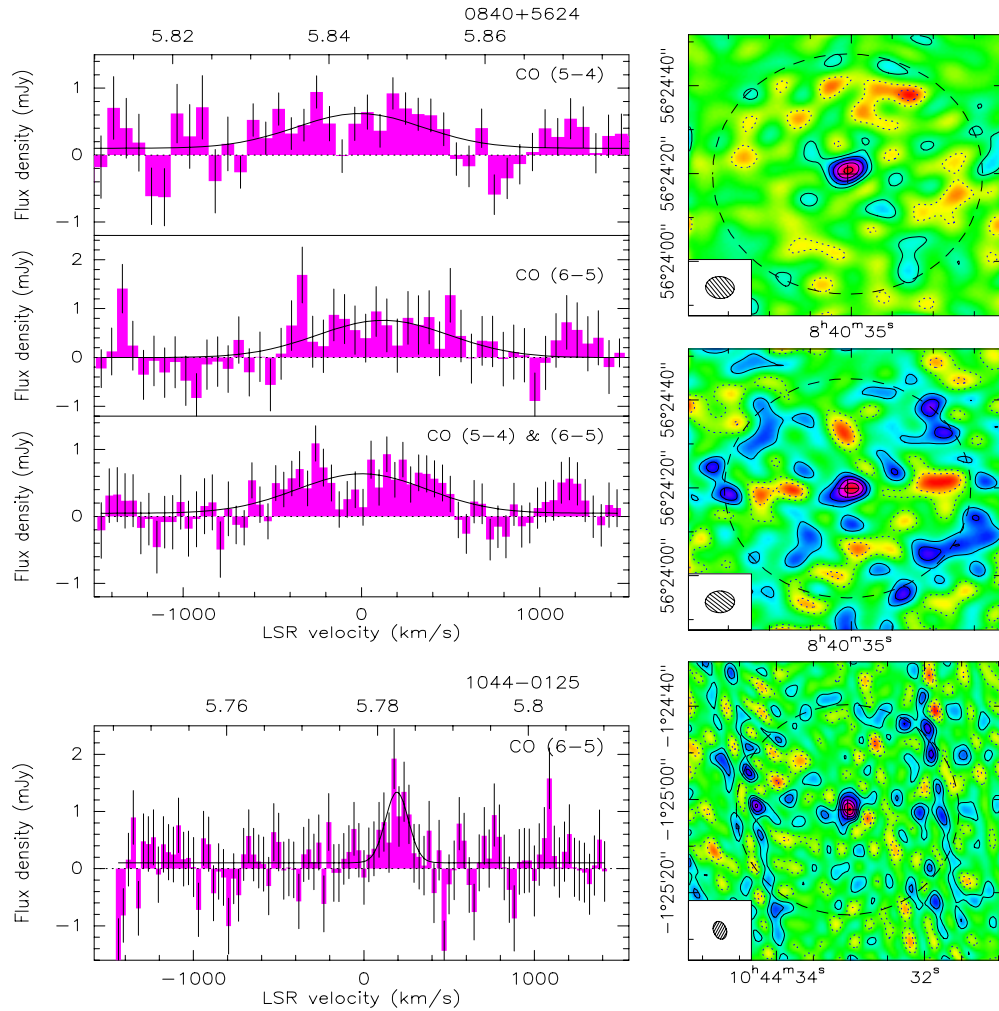 0840+5624
5.82 5.84 5.86
CO (5-4)
Flux density (mJy)
1
0
-1
CO (6-5)
Flux density (mJy)
2
1
0
-1
CO (5-4) & (6-5)
Flux density (mJy)
2
1
0
-1
-1000 0 1000
LSR velocity (km/s)
56°24'40"
56°24'20"
56°24'00"
8h40m35s
56°24'40"
56°24'20"
56°24'00"
8h40m35s
1044-0125
5.76 5.78 5.8
CO (6-5)
Flux density (mJy)
2
1
0
-1
-1000 0 1000
LSR velocity (km/s)
-1°24'40"
-1°25'00"
-1°25'20"
10h44m34s 32s